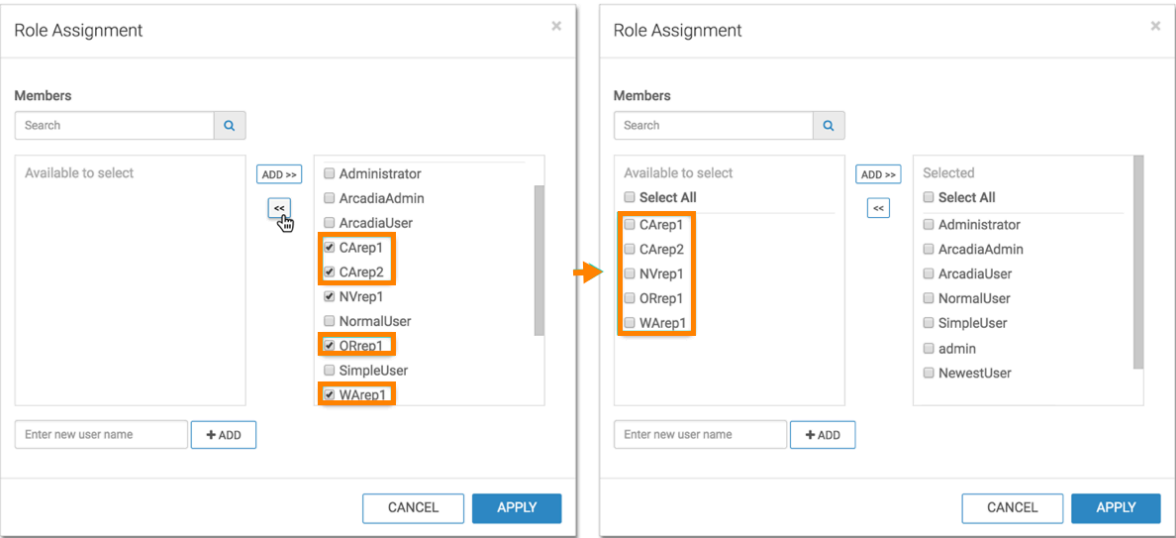 Role Assignment
×
Members
Search
Available to select
ADD >>
<<
Administrator
ArcadiaAdmin
ArcadiaUser
CArep1
CArep2
NVrep1
NormalUser
ORrep1
SimpleUser
WArep1
Enter new user name
+ ADD
CANCEL
APPLY
Role Assignment
×
Members
Search
Available to select
Select All
CArep1
CArep2
NVrep1
ORrep1
WArep1
ADD >>
<<
Selected
Select All
Administrator
ArcadiaAdmin
ArcadiaUser
NormalUser
SimpleUser
admin
NewestUser
Enter new user name
+ ADD
CANCEL
APPLY